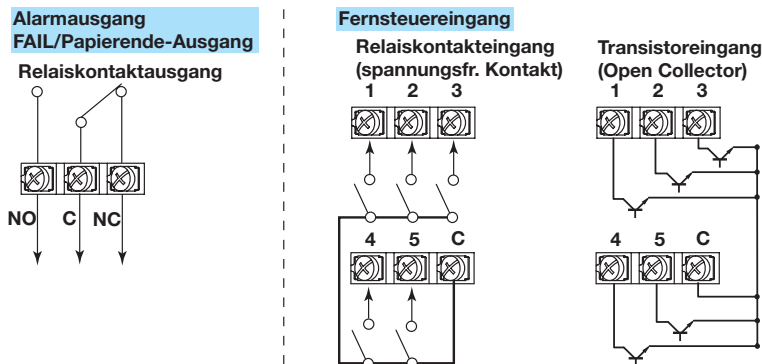 Alarmausgang
FAIL/Papierende-Ausgang
Relaiskontaktausgang
NO C NC
Fernsteuereingang
Relaiskontakteingang
(spannungsfr. Kontakt)
1 2 3
4 5 C
Transistoreingang
(Open Collector)
1 2 3
4 5 C